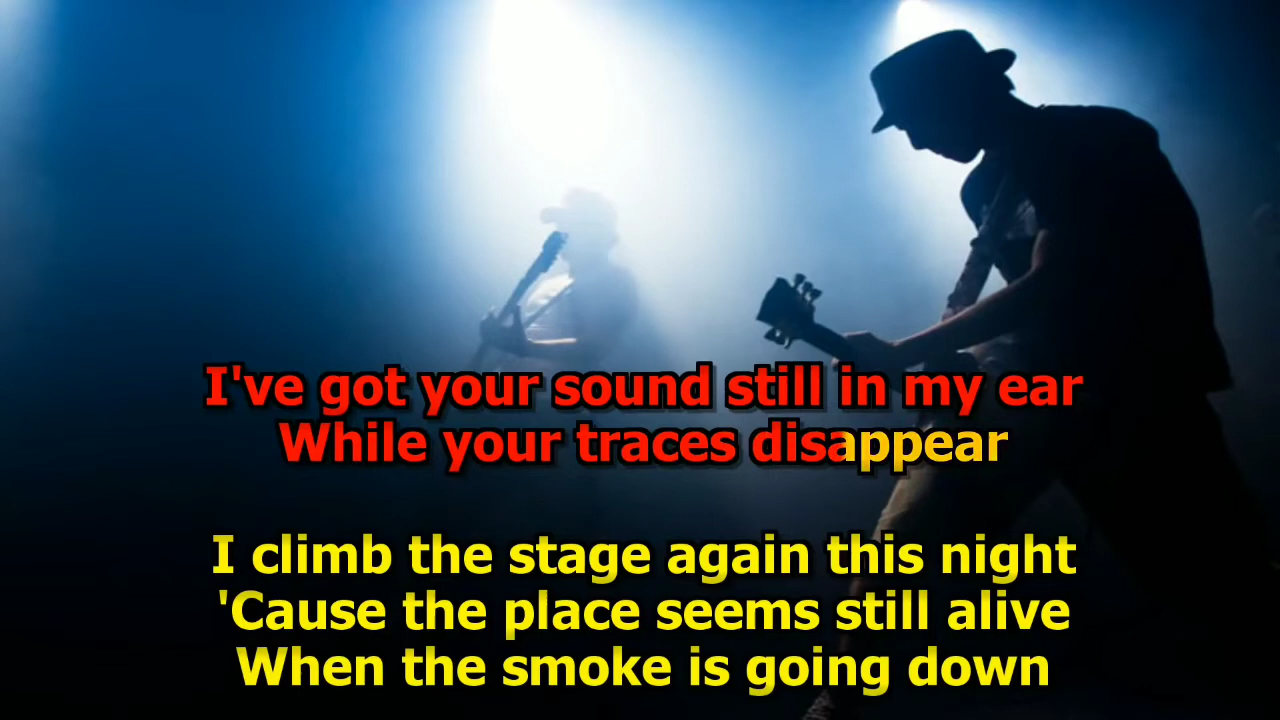 I've got your sound still in my ear
While your traces disappear
I climb the stage again this night
'Cause the place seems still alive
When the smoke is going down